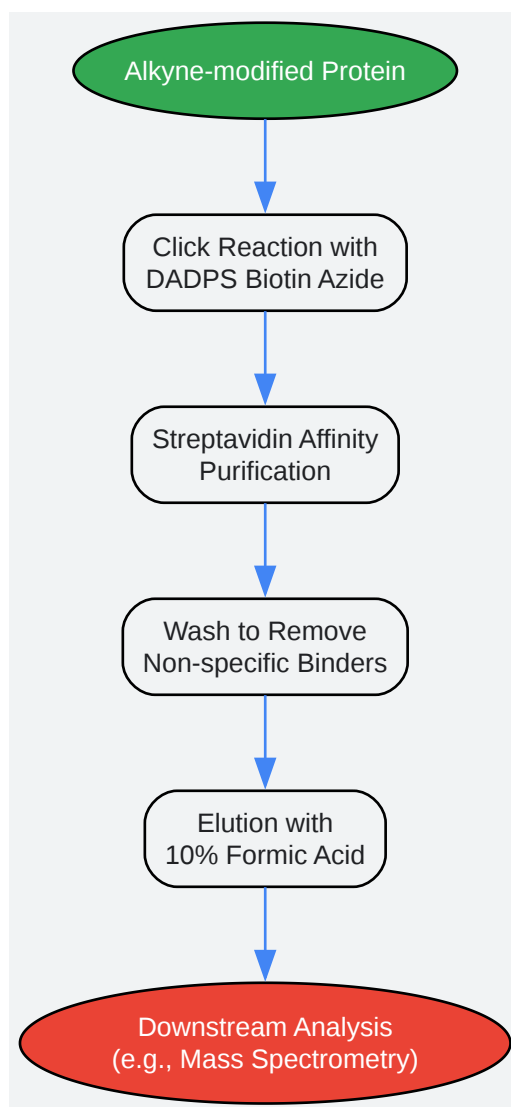 Alkyne-modified Protein
Click Reaction with
DADPS Biotin Azide
Streptavidin Affinity
Purification
Wash to Remove
Non-specific Binders
Elution with
10% Formic Acid
Downstream Analysis
(e.g., Mass Spectrometry)